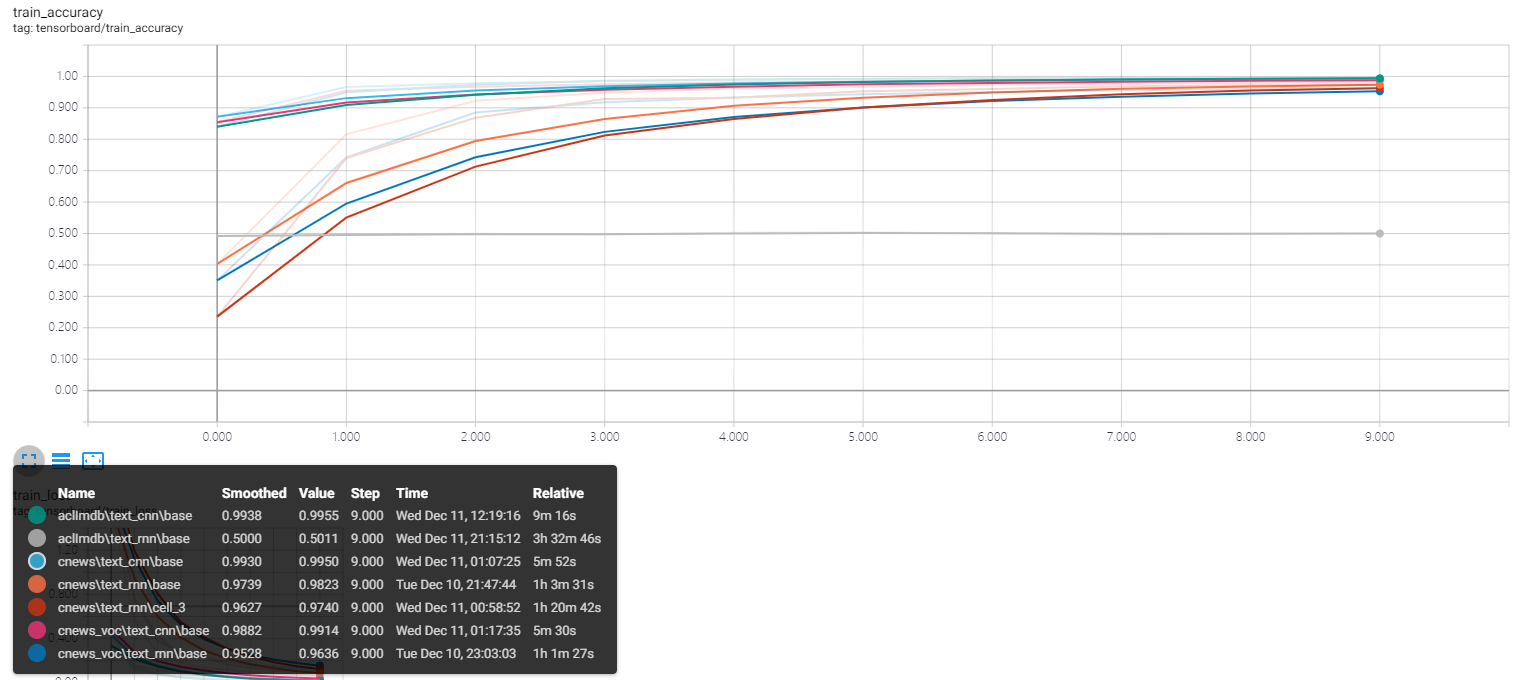 train_accuracy
tag: tensorboard/train_accuracy
1.00
0.900
0.800
0.700
0.600
0.500
0.400
0.300
0.200
0.100
0.00
0.000 1.000 2.000 3.000 4.000 5.000 6.000 7.000 8.000 9.000
Name Smoothed Value Step Time Relative
aclImdb\text_cnn\base 0.9938 0.9955 9.000 Wed Dec 11, 12:19:16 9m 16s
aclImdb\text_rnn\base 0.5000 0.5011 9.000 Wed Dec 11, 21:15:12 3h 32m 46s
cnews\text_cnn\base 0.9930 0.9950 9.000 Wed Dec 11, 01:07:25 5m 52s
cnews\text_rnn\base 0.9739 0.9823 9.000 Tue Dec 10, 21:47:44 1h 3m 31s
cnews\text_rnn\cell_3 0.9627 0.9740 9.000 Wed Dec 11, 00:58:52 1h 20m 42s
cnews_voc\text_cnn\base 0.9882 0.9914 9.000 Wed Dec 11, 01:17:35 5m 30s
cnews_voc\text_rnn\base 0.9528 0.9636 9.000 Tue Dec 10, 23:03:03 1h 1m 27s